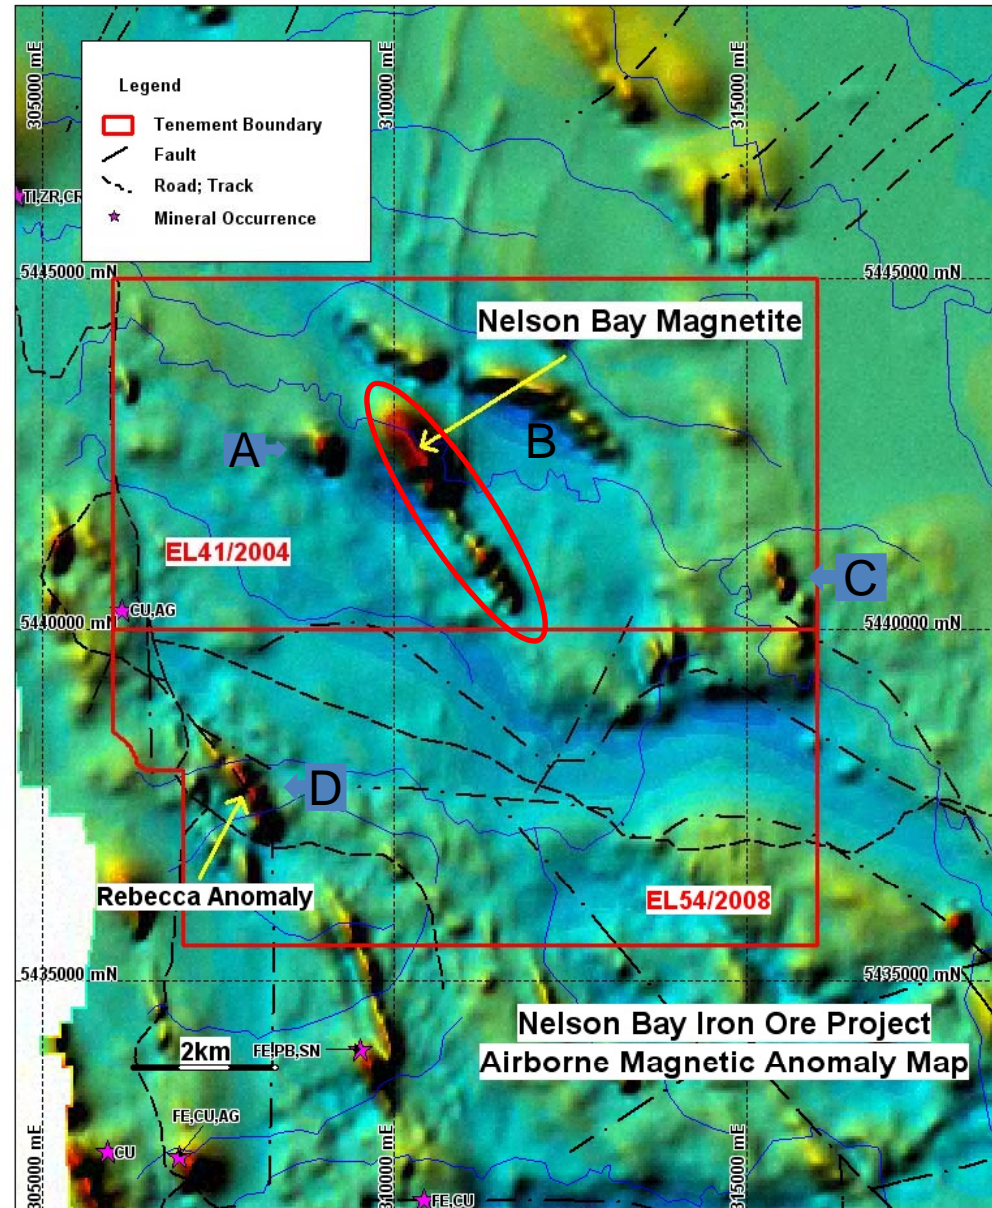 305000 mE
310000 mE
315000 mE
Legend
Tenement Boundary
Fault
Road; Track
Mineral Occurrence
TI,ZR,CR
5445000 mN
5445000 mN
Nelson Bay Magnetite
A
B
EL41/2004
C
CU,AG
5440000 mN
5440000 mN
D
Rebecca Anomaly
EL54/2008
5435000 mN
5435000 mN
Nelson Bay Iron Ore Project
Airborne Magnetic Anomaly Map
2km
FE,PB,SN
FE,CU,AG
CU
FE,CU
305000 mE
310000 mE
315000 mE